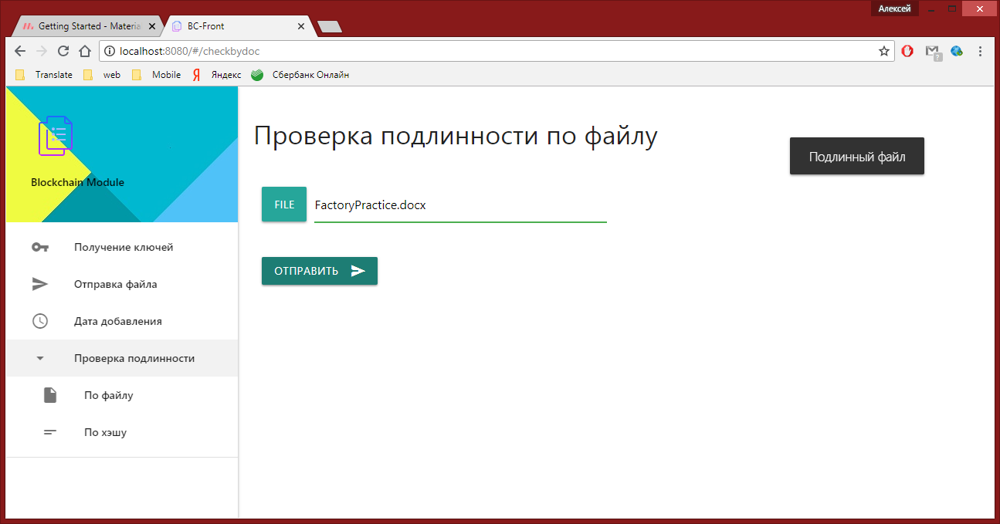 Алексей
Getting Started - Materia
BC-Front
localhost:8080/#/checkbydoc
?
Translate
web
Mobile
Я
Яндекс
Сбербанк Онлайн
Blockchain Module
Получение ключей
Отправка файла
Дата добавления
Проверка подлинности
По файлу
По хэшу
Проверка подлинности по файлу
Подлинный файл
FILE
FactoryPractice.docx
ОТПРАВИТЬ